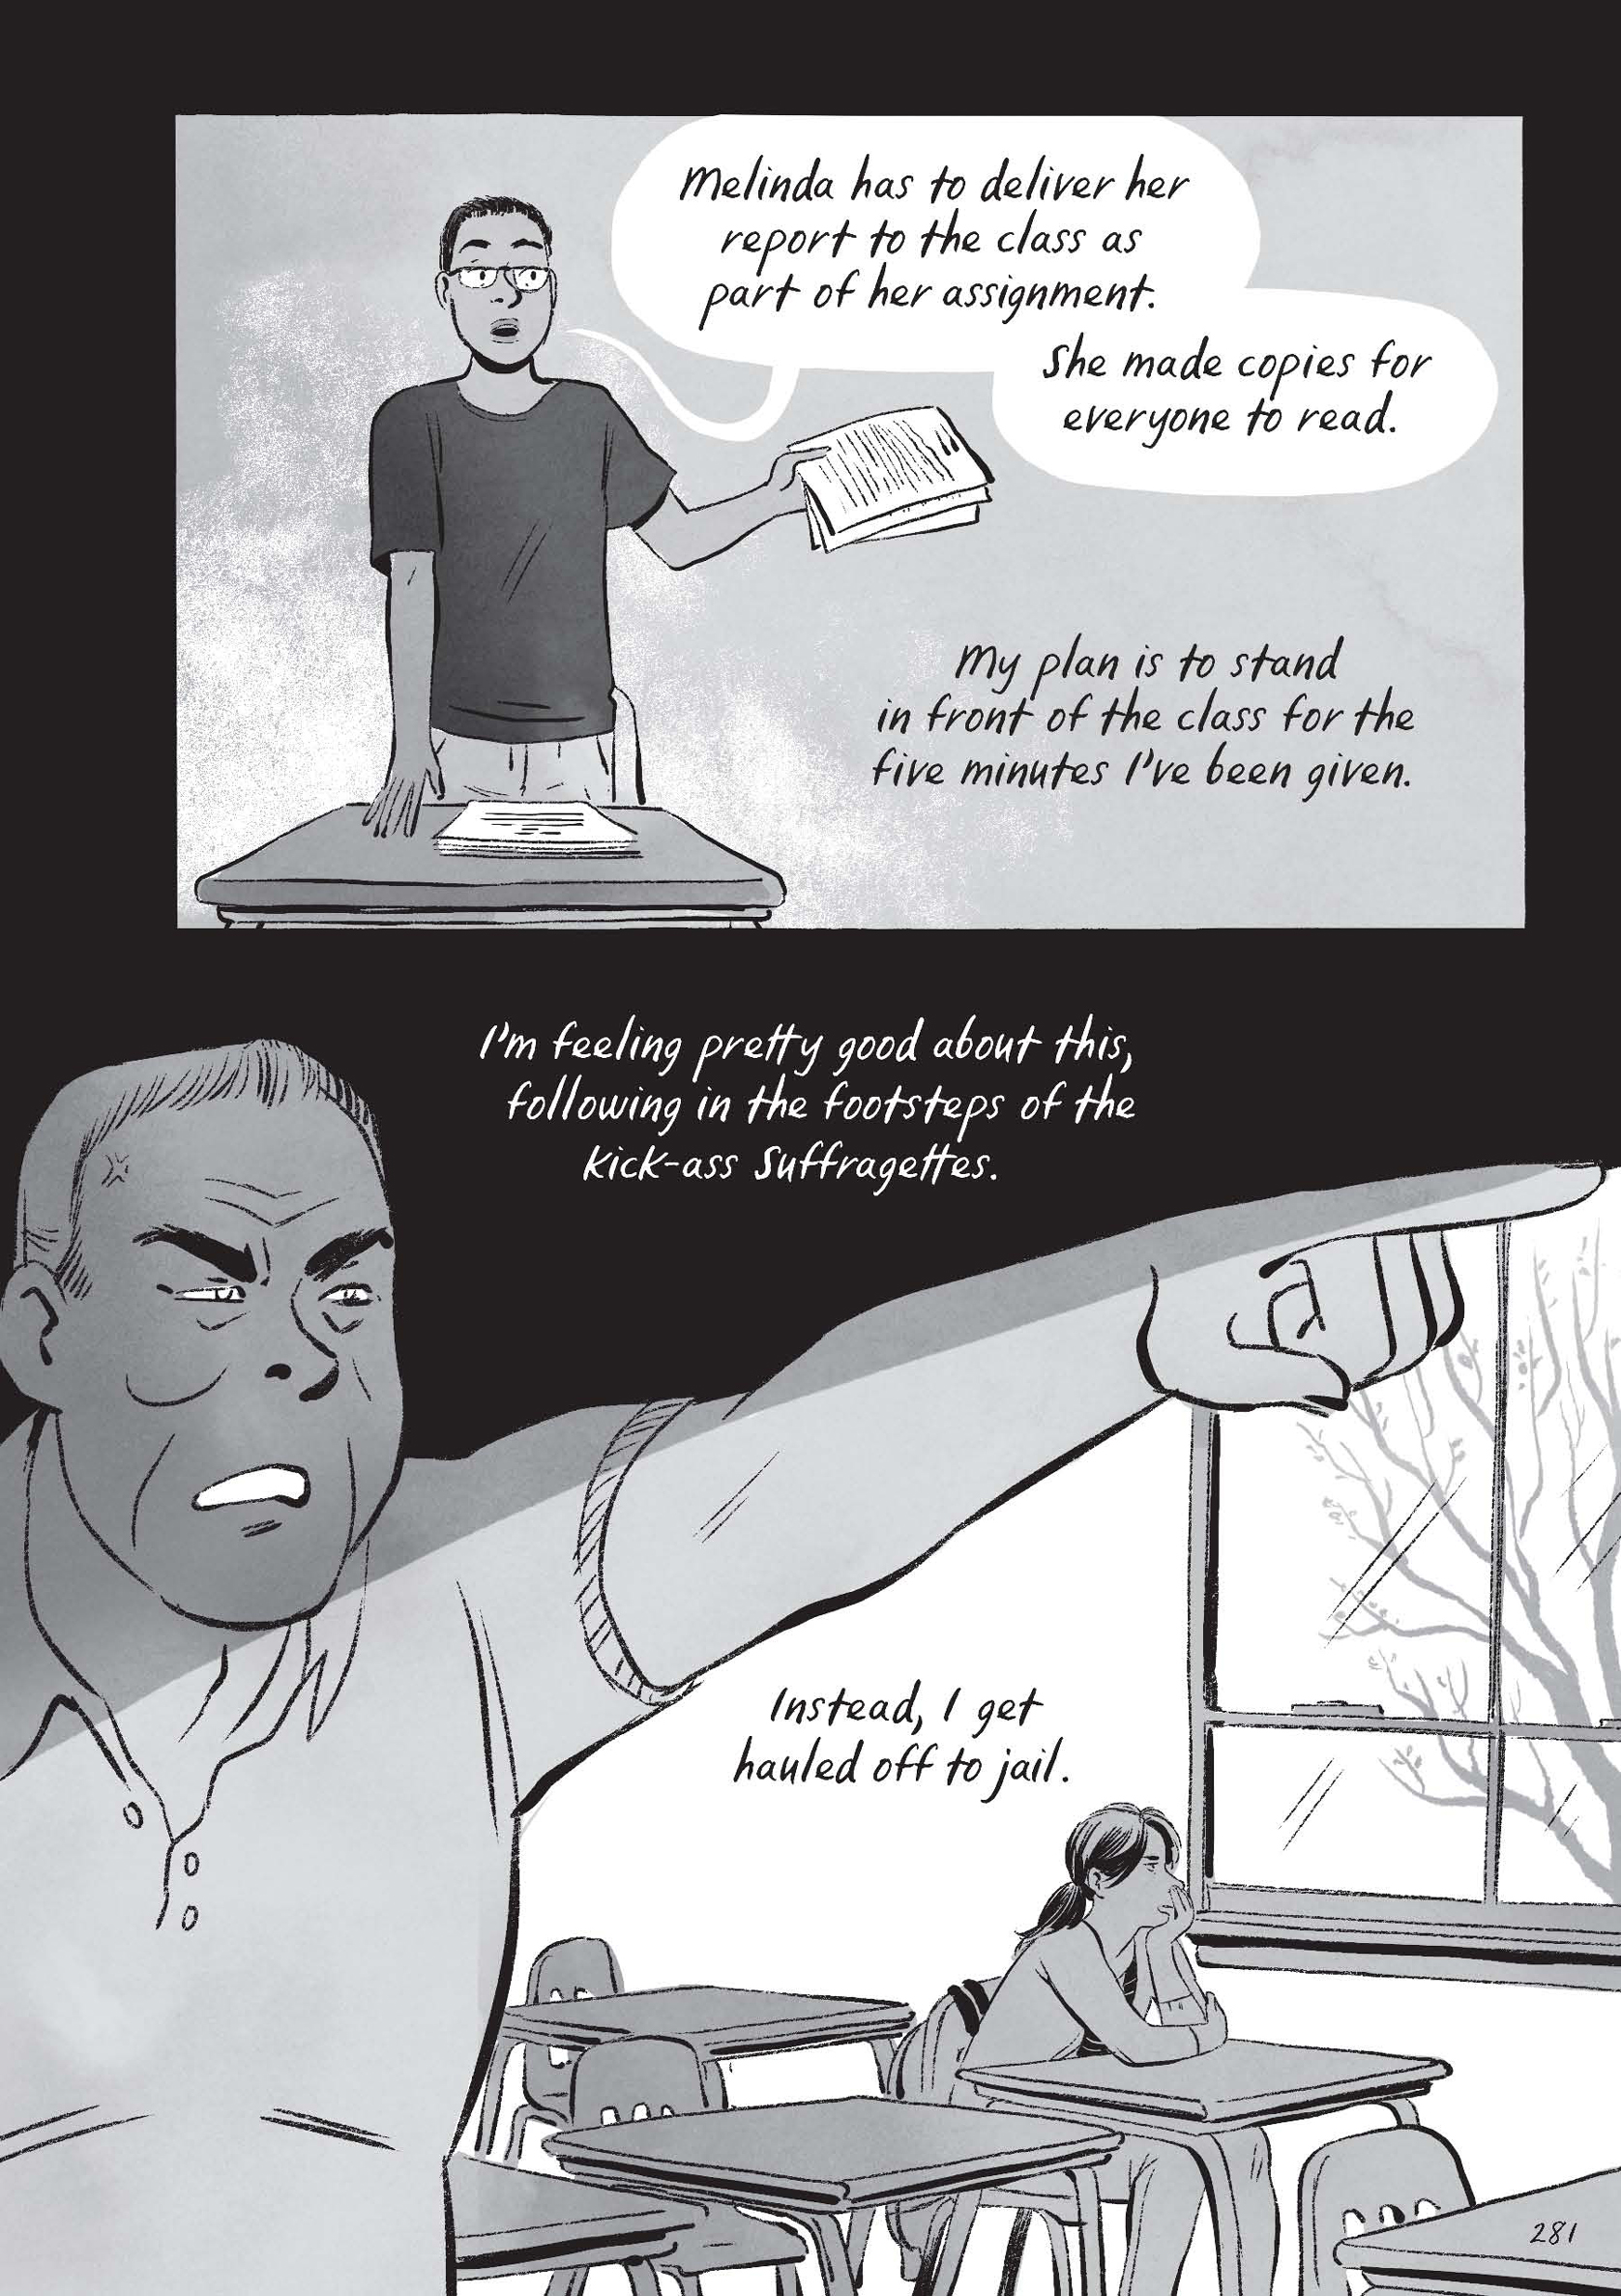 Melinda has to deliver her
report to the class as
part of her assignment.
She made copies for
everyone to read.
My plan is to stand
in front of the class for the
five minutes I've been given.
I'm feeling pretty good about this,
following in the footsteps of the
kick-ass Suffragettes.
Instead, I get
hauled off to jail.
281